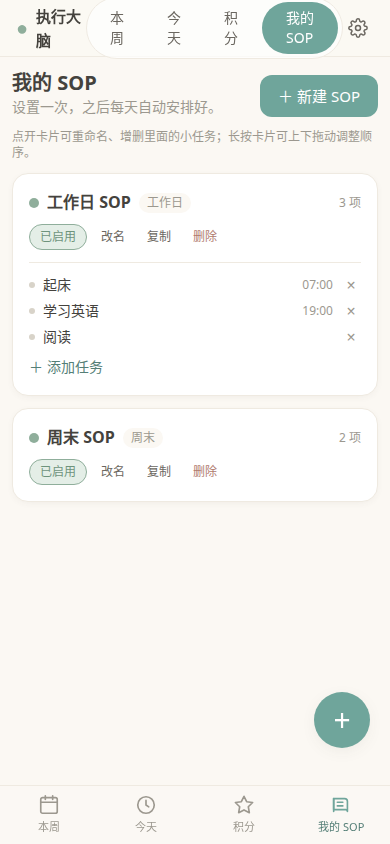 执行大脑
本周
今天
积分
我的 SOP
我的 SOP
设置一次，之后每天自动安排好。
＋ 新建 SOP
点开卡片可重命名、增删里面的小任务；长按卡片可上下拖动调整顺序。
工作日 SOP
工作日
3 项
已启用
改名
复制
删除
起床
07:00
×
学习英语
19:00
×
阅读
×
＋ 添加任务
周末 SOP
周末
2 项
已启用
改名
复制
删除
+
本周
今天
积分
我的 SOP